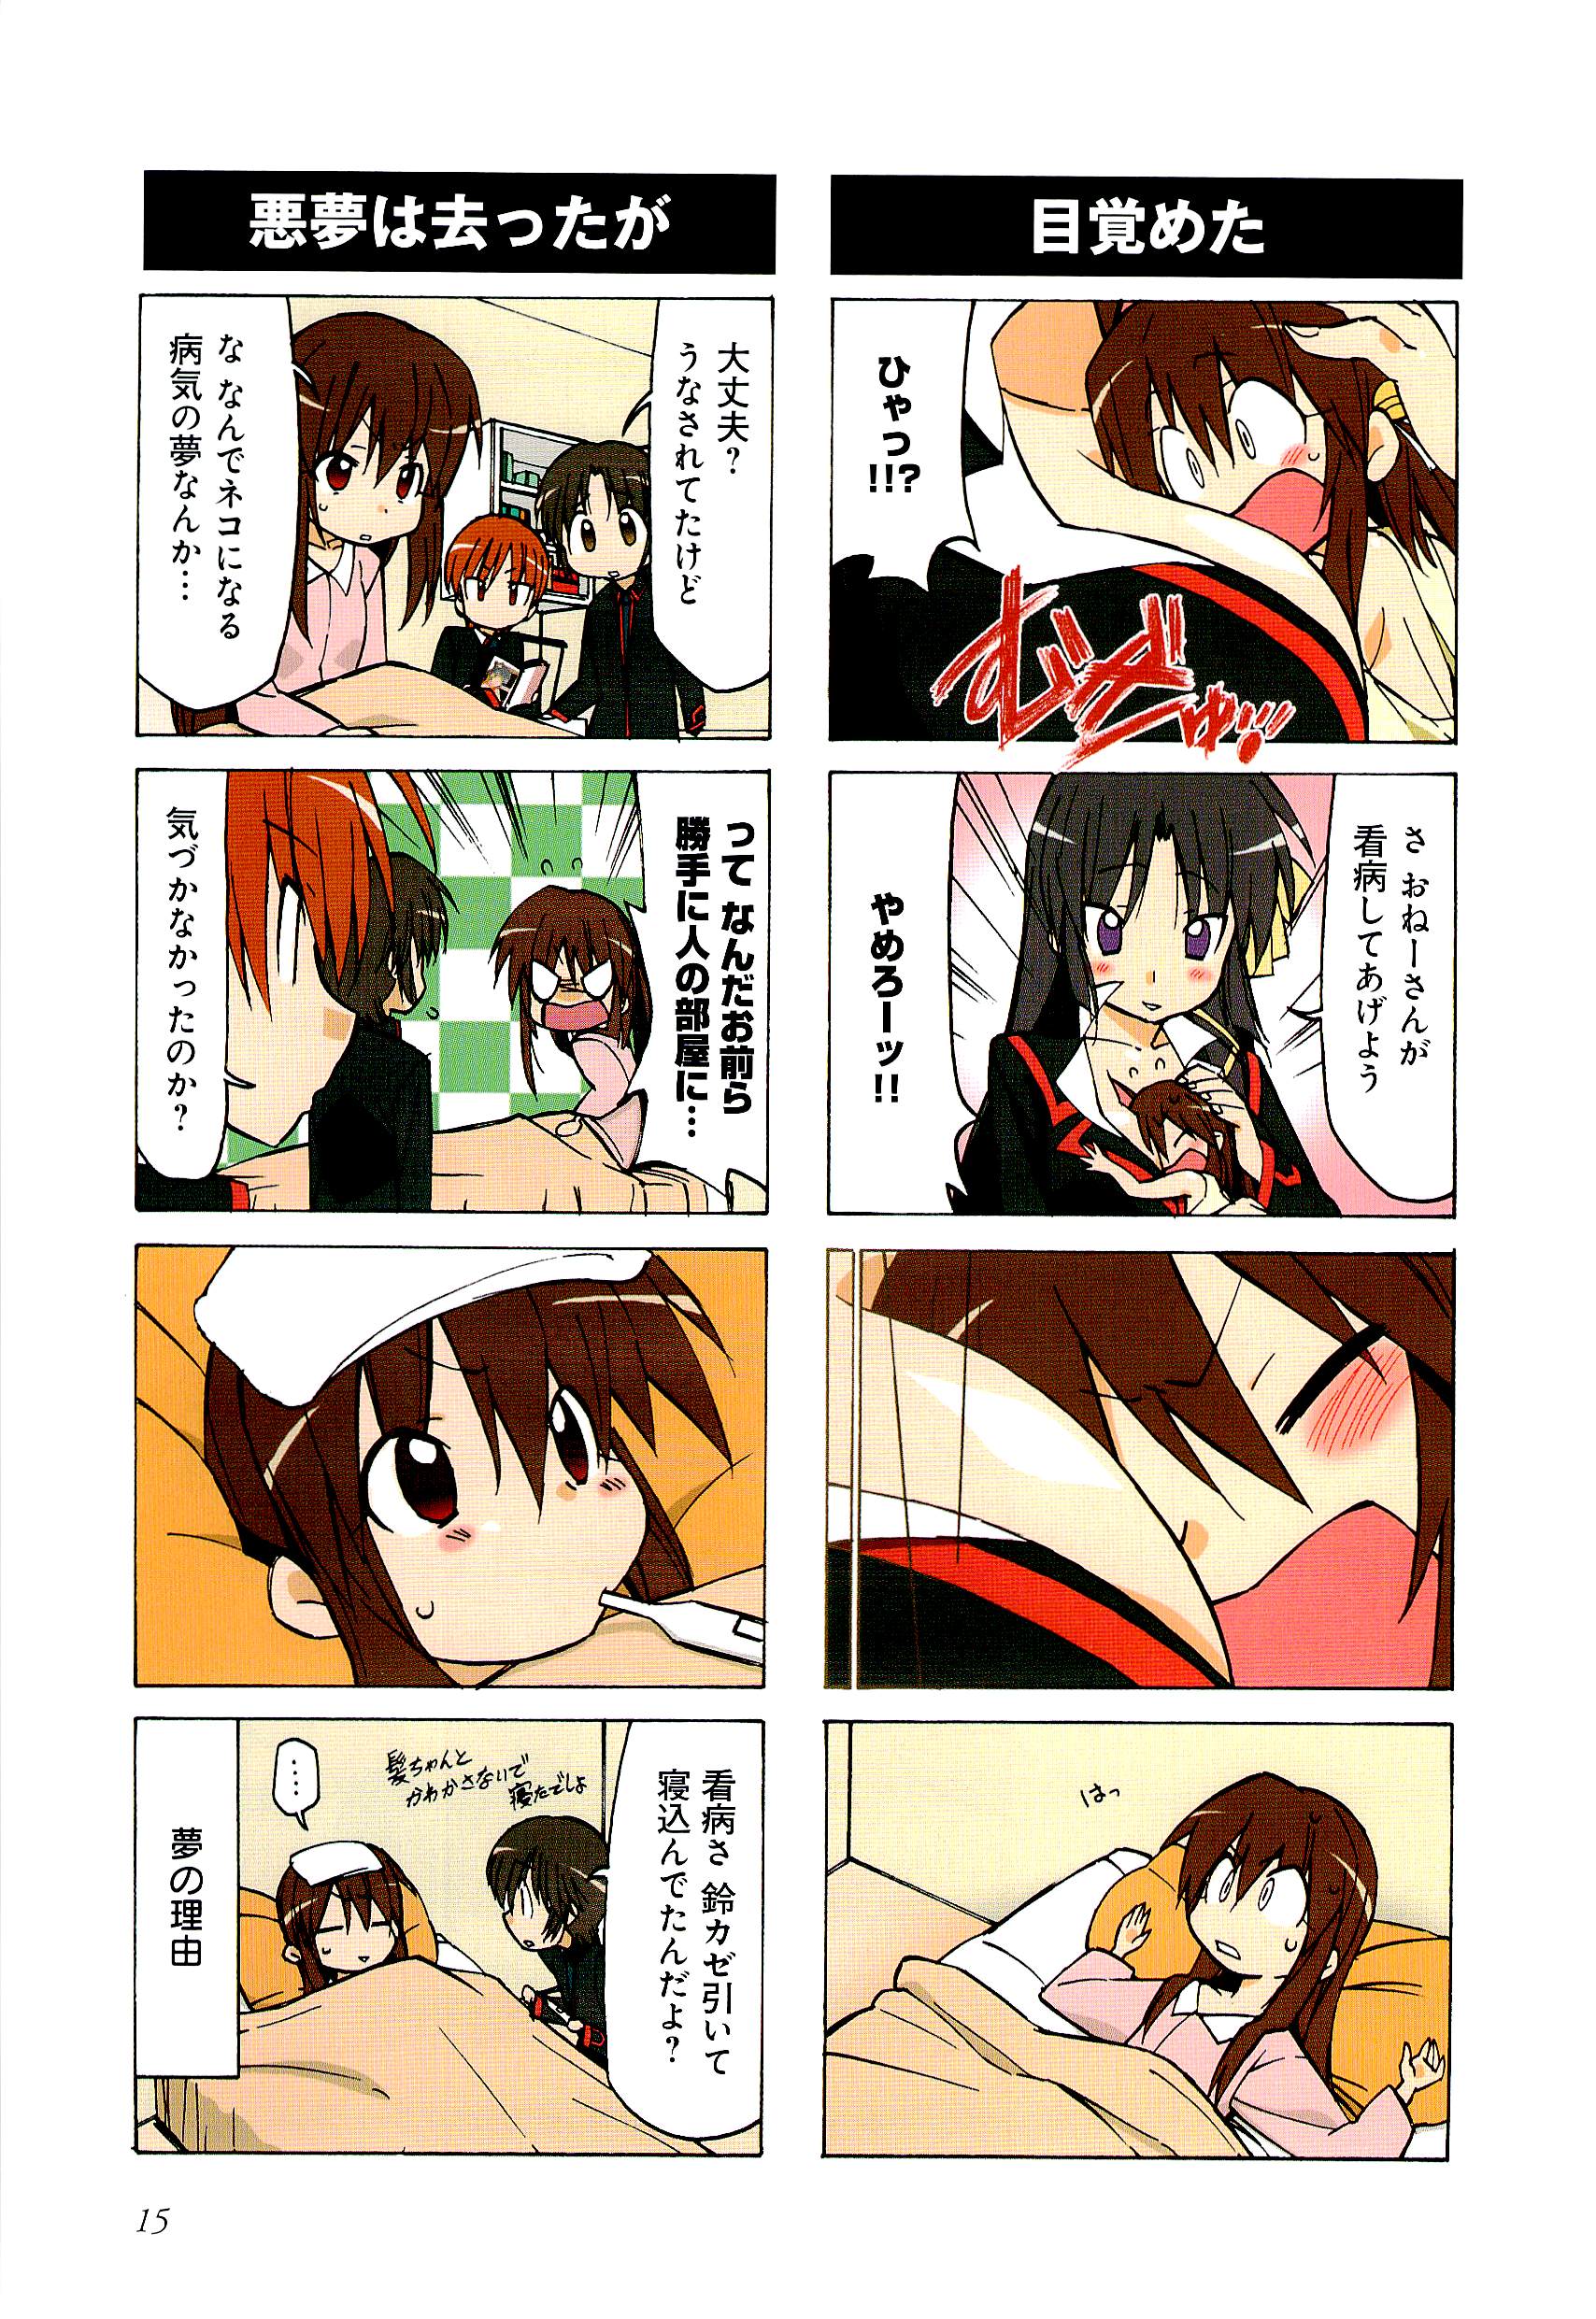 目覚めた
ひゃっ!!?
むぎゅ!!!
さ おねーさんが
看病してあげよう
やめろーッ!!
はっ
悪夢は去ったが
大丈夫?
うなされてたけど
な なんでネコになる
病気の夢なんか…
って なんだお前ら
勝手に人の部屋に…
気づかなかったのか?
看病さ 鈴カゼ引いて
寝込んでたんだよ?
髪ちゃんと
かわかさないで
寝たでしょ
……
夢の理由
15